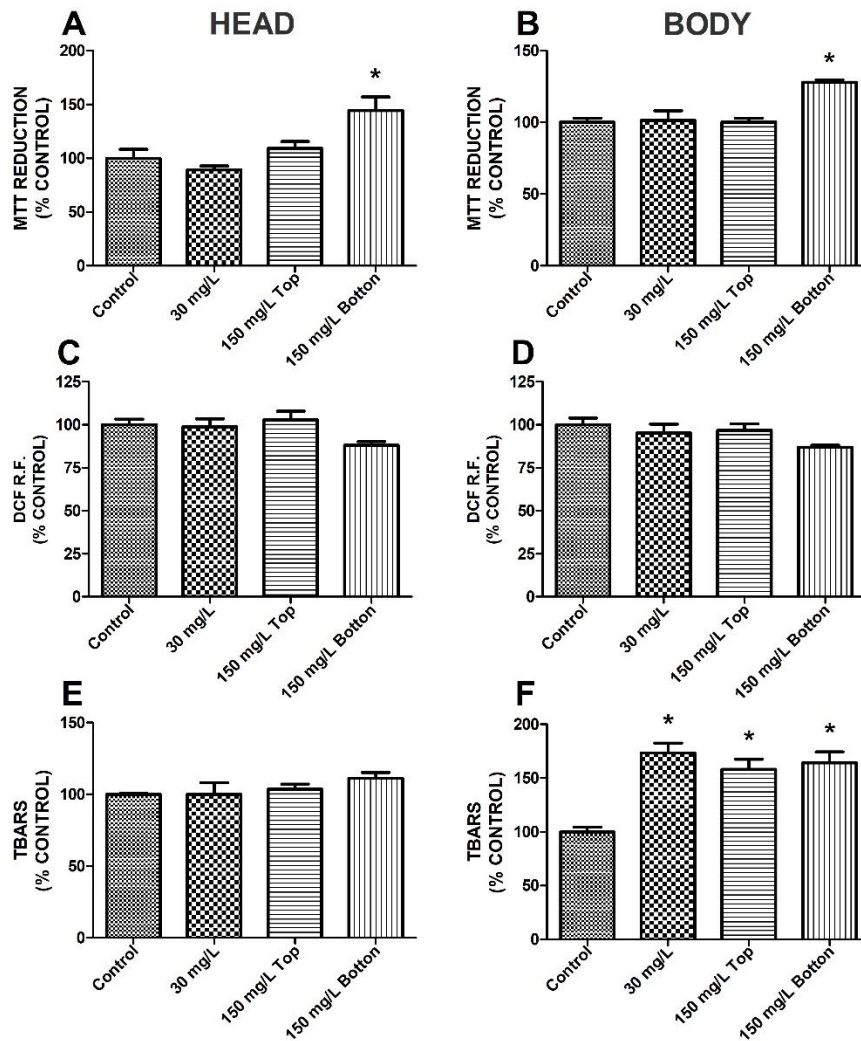 A HEAD
B BODY
MTT REDUCTION
(% CONTROL)
200
150
100
50
0
*
Control
30 mg/L
150 mg/L Top
150 mg/L Botton
MTT REDUCTION
(% CONTROL)
150
100
50
0
*
Control
30 mg/L
150 mg/L Top
150 mg/L Botton
C
DCF R.F.
(% CONTROL)
125
100
75
50
25
0
Control
30 mg/L
150 mg/L Top
150 mg/L Botton
D
DCF R.F.
(% CONTROL)
125
100
75
50
25
0
Control
30 mg/L
150 mg/L Top
150 mg/L Botton
E
TBARS
(% CONTROL)
150
100
50
0
Control
30 mg/L
150 mg/L Top
150 mg/L Botton
F
TBARS
(% CONTROL)
200
150
100
50
0
* * *
Control
30 mg/L
150 mg/L Top
150 mg/L Botton